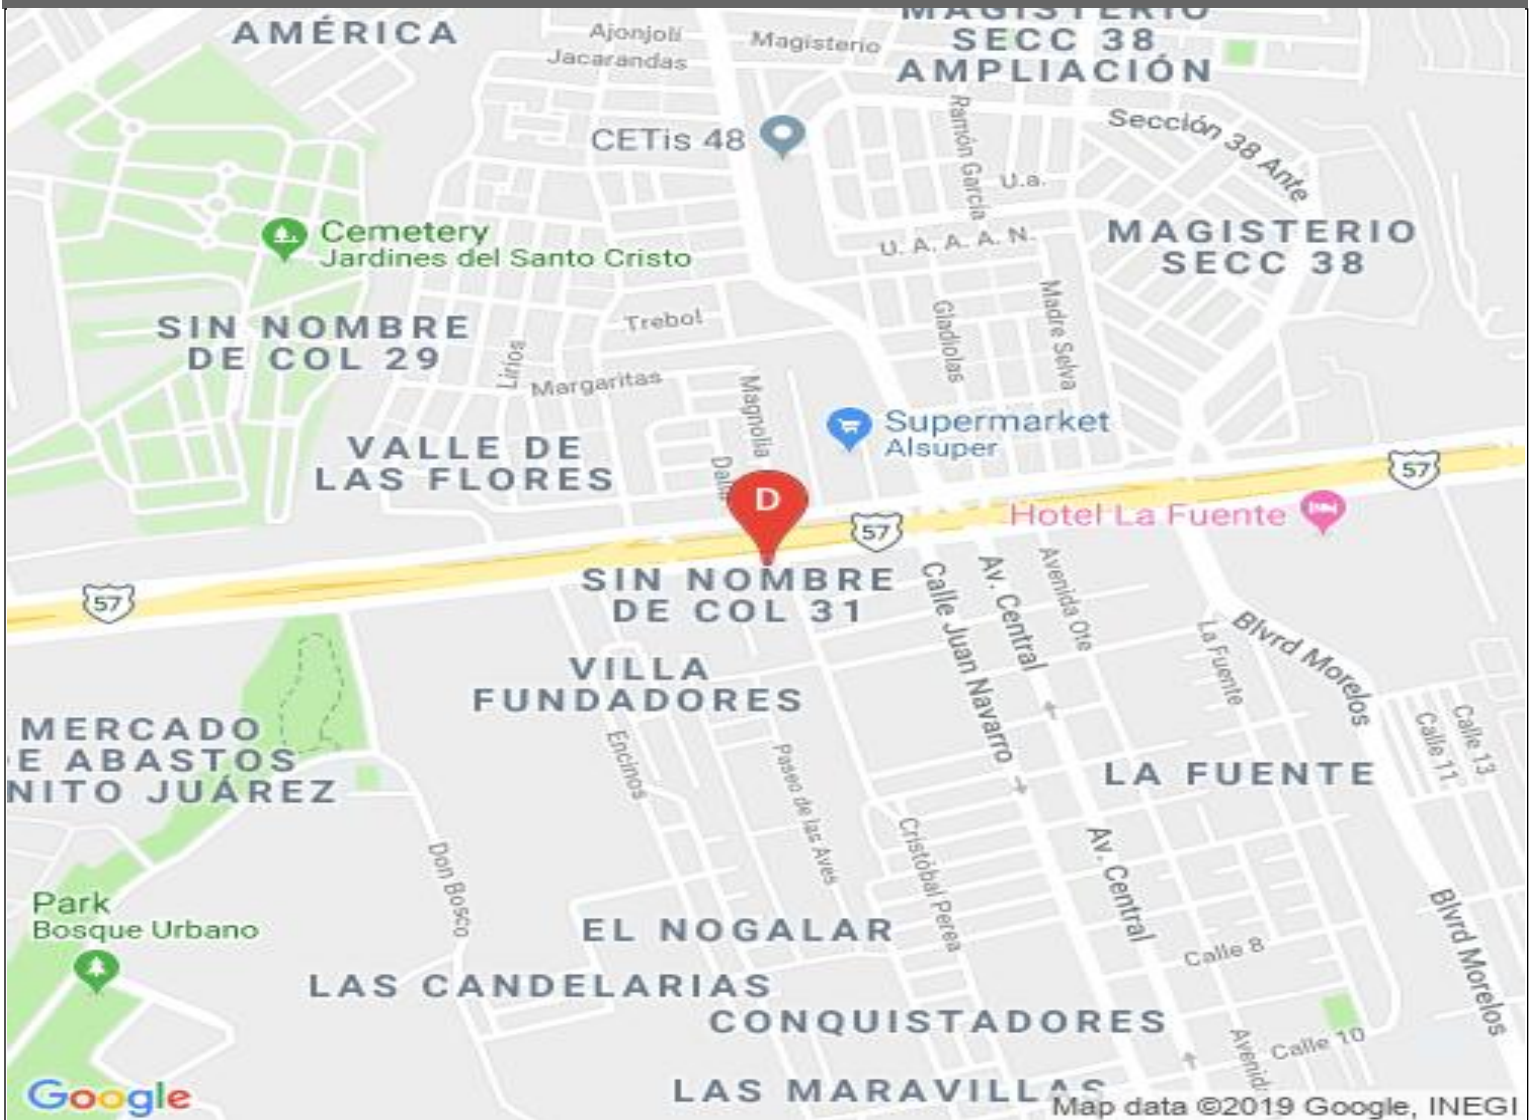 MAGISTERIO
SECC 38
AMPLIACIÓN
AMÉRICA
Ajonjolí
Jacarandas
Magisterio
CETis 48
Ramón García
Sección 38 Ante
U.a.
U. A. A. A. N.
MAGISTERIO
SECC 38
Cemetery
Jardines del Santo Cristo
SIN NOMBRE
DE COL 29
Trebol
Lirios
Margaritas
Magnolia
Gladiolas
Madre Selva
Supermarket
Alsuper
VALLE DE
LAS FLORES
D
57
57
57
Hotel La Fuente
SIN NOMBRE
DE COL 31
Calle Juan Navarro
Av. Central
Avenida Ote
La Fuente
Blvrd Morelos
VILLA
FUNDADORES
MERCADO
E ABASTOS
NITO JUÁREZ
Encinos
Paseo de las Aves
LA FUENTE
Calle 11
Calle 13
Don Bosco
Cristóbal Perea
Av. Central
Park
Bosque Urbano
EL NOGALAR
Calle 8
Blvrd Morelos
LAS CANDELARIAS
CONQUISTADORES
Calle 10
LAS MARAVILLAS
Google
Map data ©2019 Google, INEGI